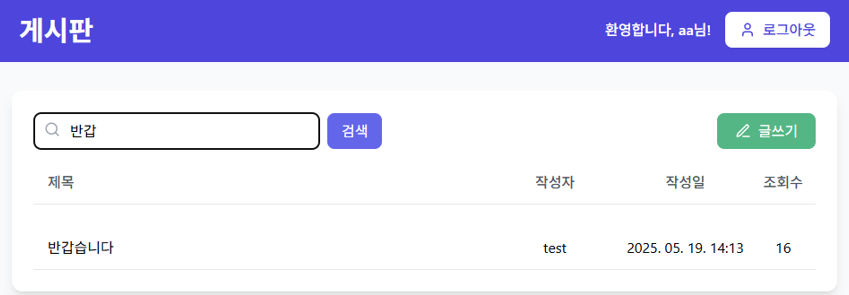 게시판
환영합니다, aa님! 로그아웃
반갑 검색 글쓰기
제목 작성자 작성일 조회수
반갑습니다 test 2025. 05. 19. 14:13 16